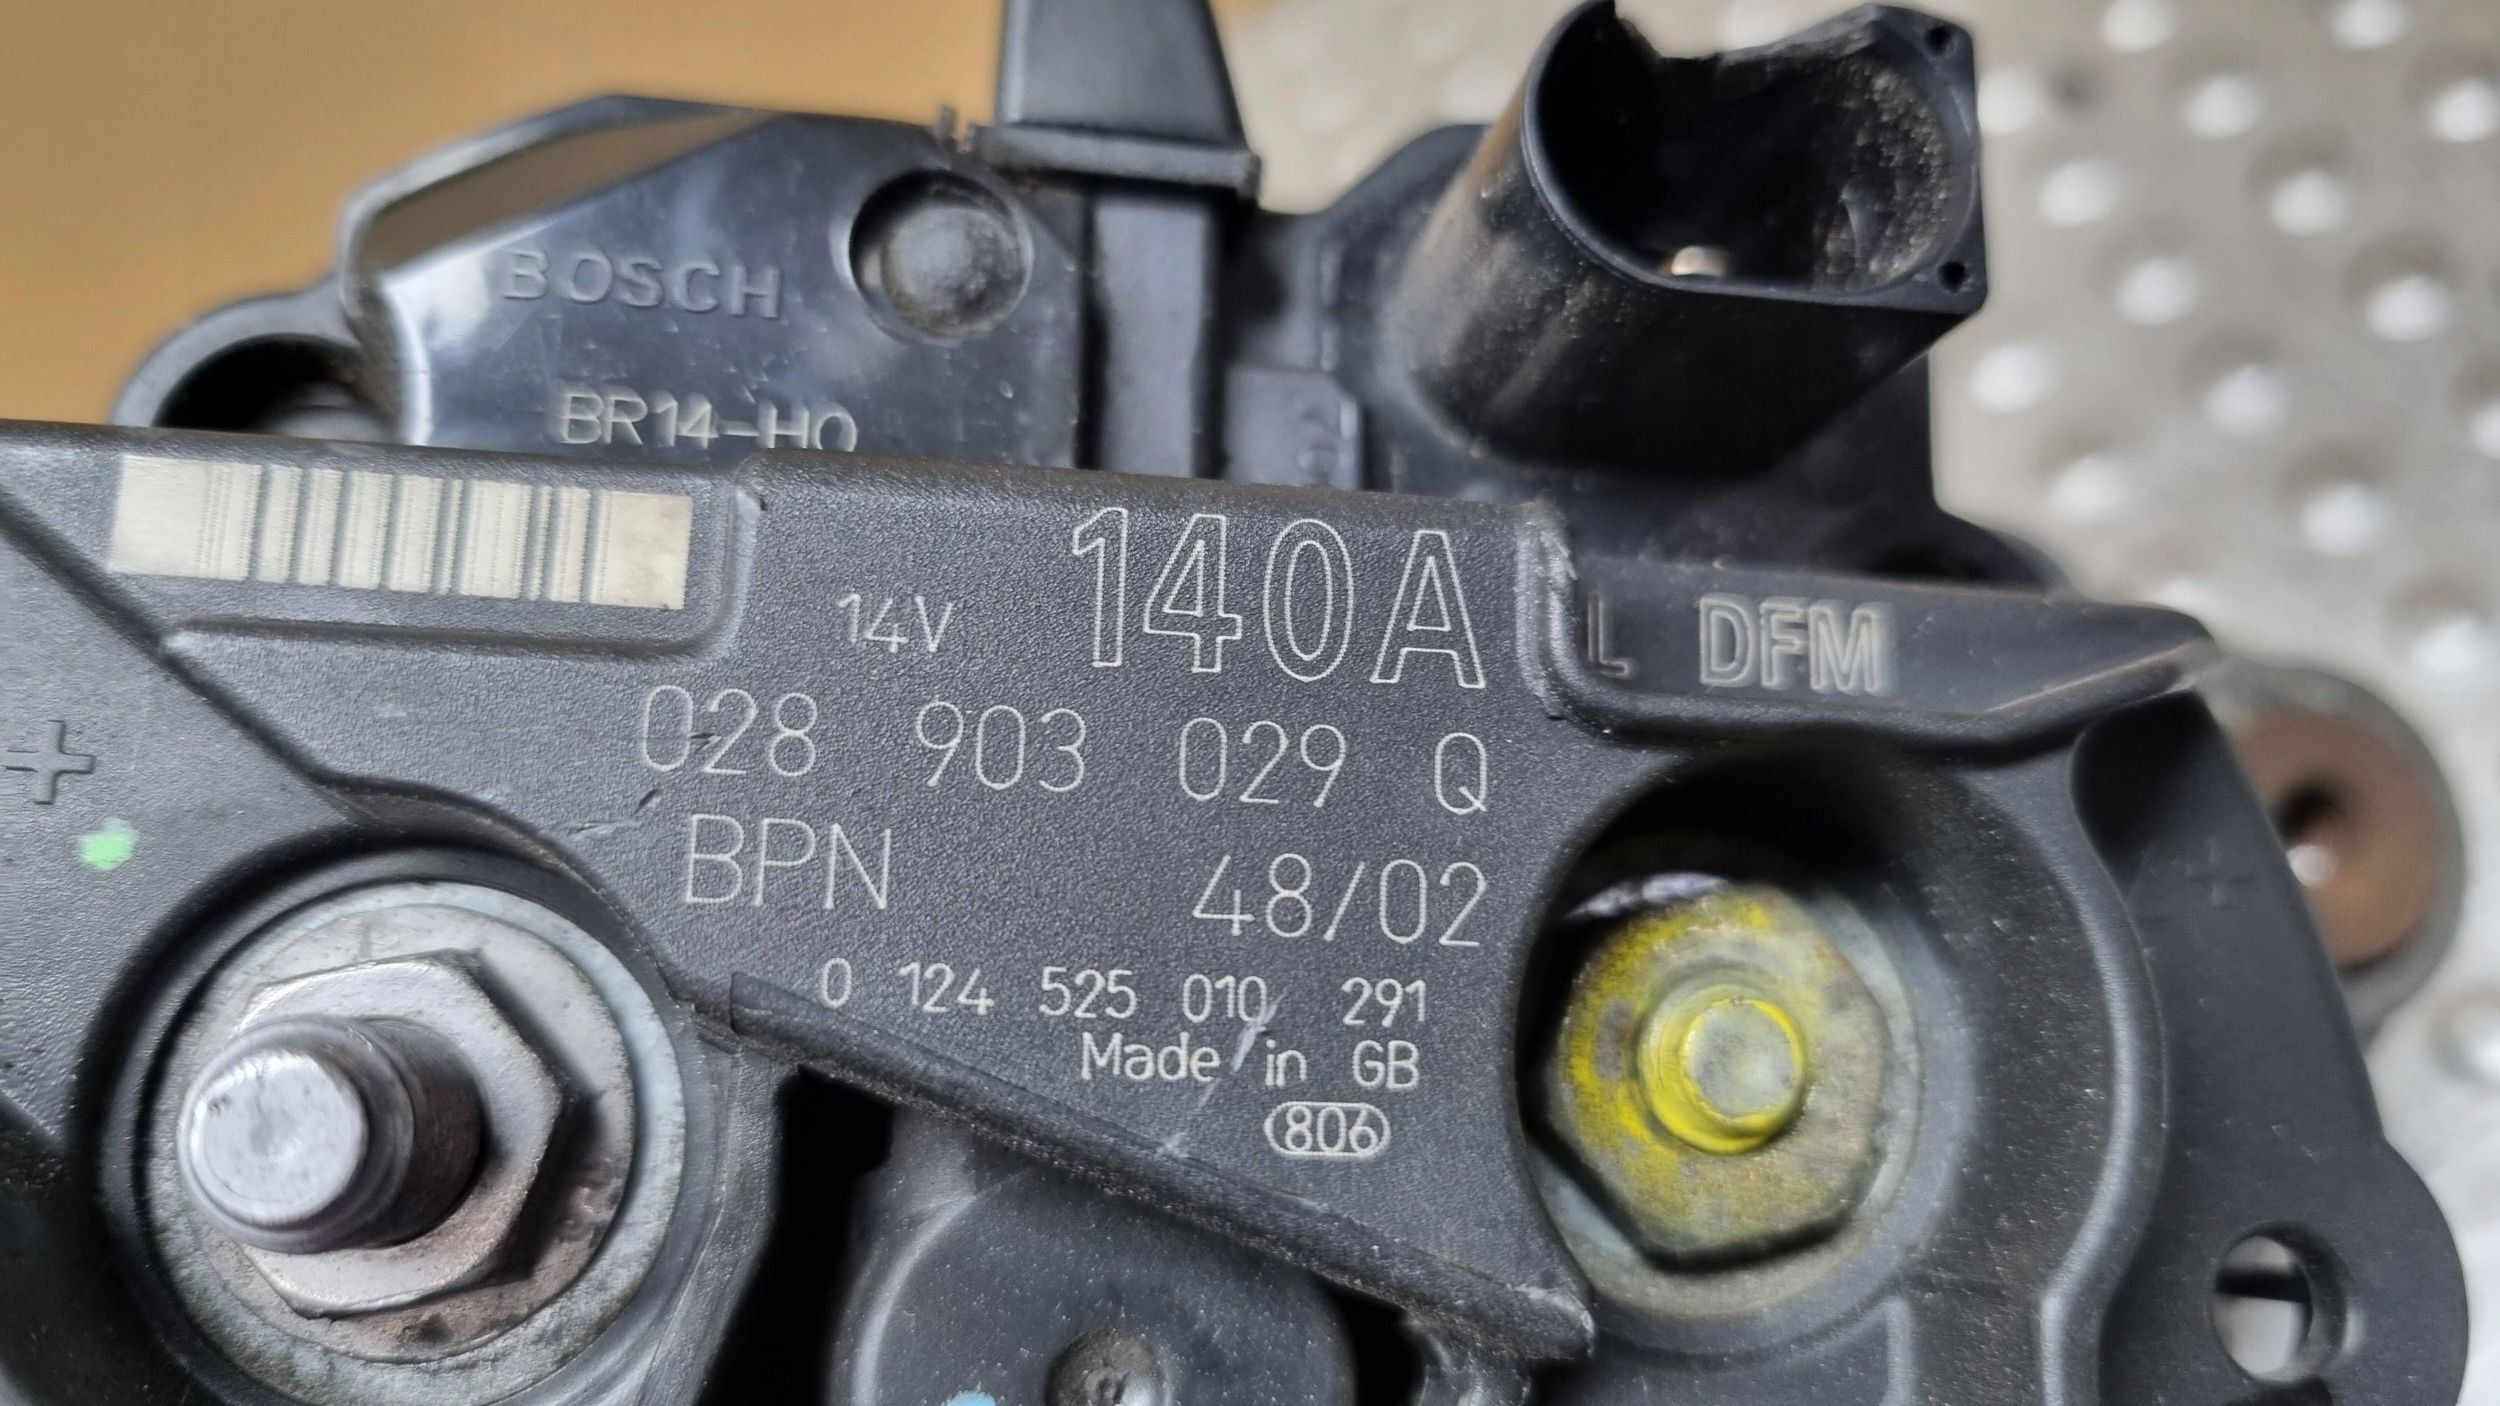 BOSCH
BR14-H0
14V 140A
L DFM
028 903 029 Q
+
BPN 48/02
0 124 525 010 291
Made in GB
806